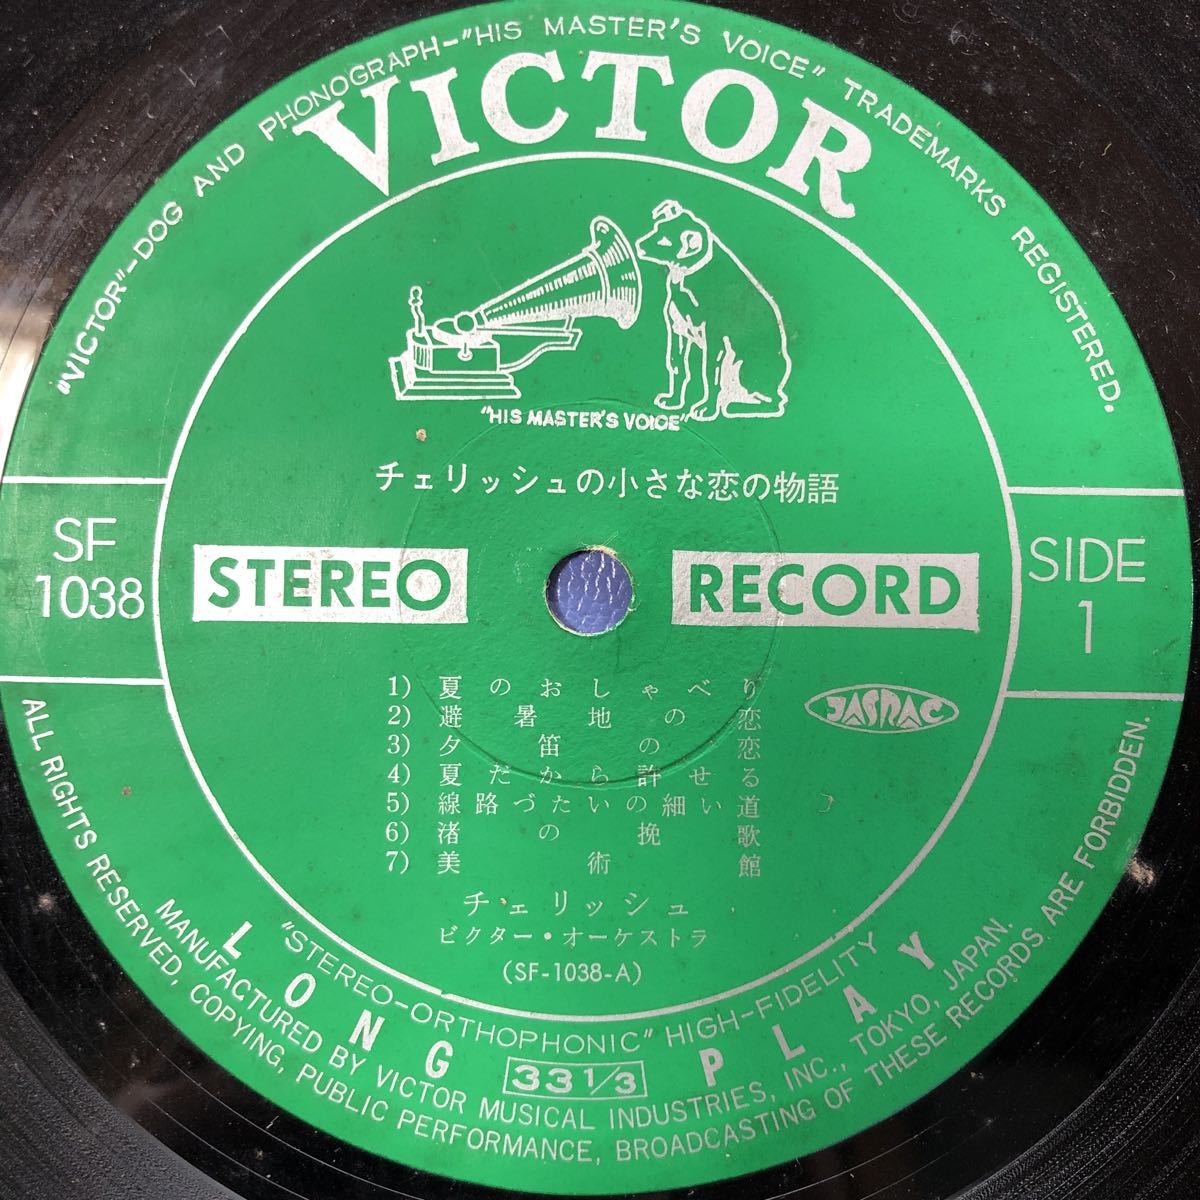 "VICTOR"-DOG AND PHONOGRAPH-"HIS MASTER'S VOICE" TRADEMARKS REGISTERED.
VICTOR
"HIS MASTER'S VOICE"
チェリッシュの小さな恋の物語
SF
1038
STEREO RECORD
SIDE
1
1) 夏のおしゃべり
2) 避暑地の恋
3) 夕笛の恋
4) 夏だから許せる
5) 線路づたいの細い道
6) 渚の挽歌
7) 美術館
JASRAC
チェリッシュ
ビクター・オーケストラ
(SF-1038-A)
"STEREO-ORTHOPHONIC" HIGH-FIDELITY
LONG 33 1/3 PLAY
MANUFACTURED BY VICTOR MUSICAL INDUSTRIES, INC., TOKYO, JAPAN.
ALL RIGHTS RESERVED, COPYING, PUBLIC PERFORMANCE, BROADCASTING OF THESE RECORDS ARE FORBIDDEN.